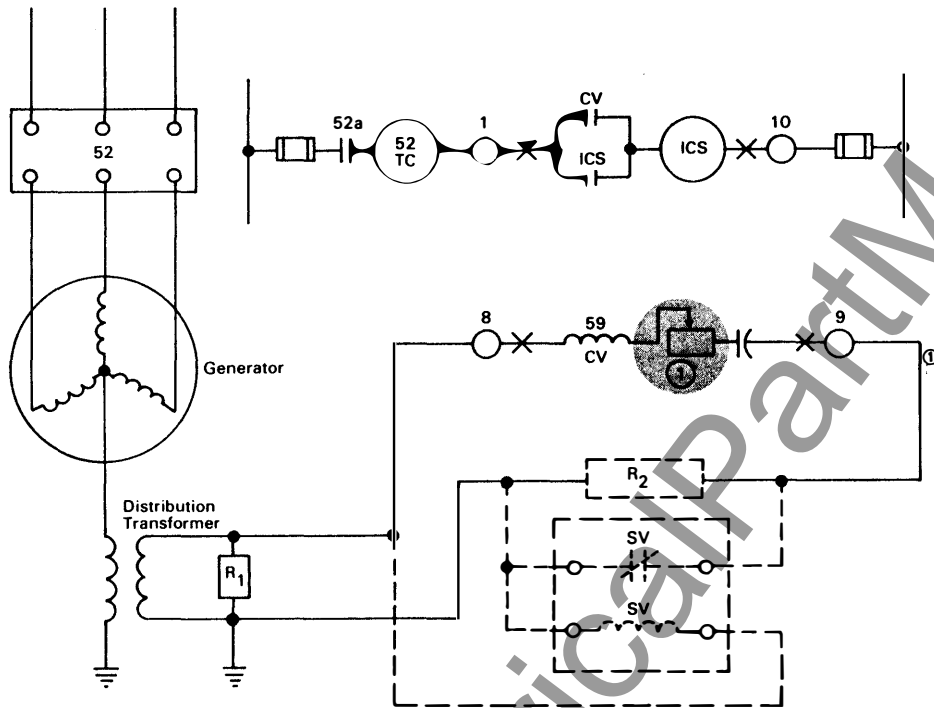 52
52a
52
TC
1
CV
ICS
ICS
10
Generator
8
59
CV
1
9
1
R2
Distribution
Transformer
R1
SV
SV
ricalPartM